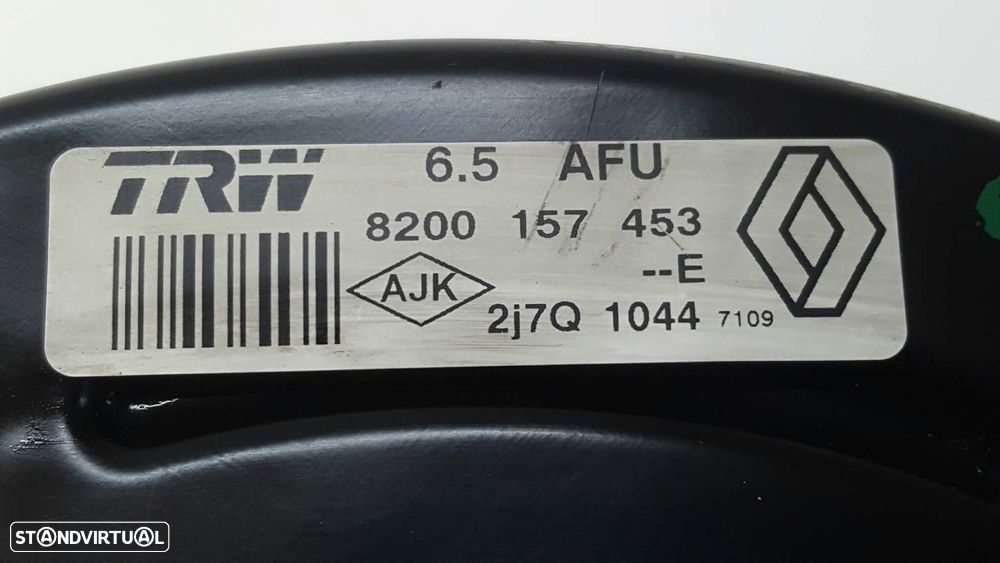 TRW 6.5 AFU
8200 157 453
--E
AJK
2j7Q 1044 7109
STANDVIRTUAL